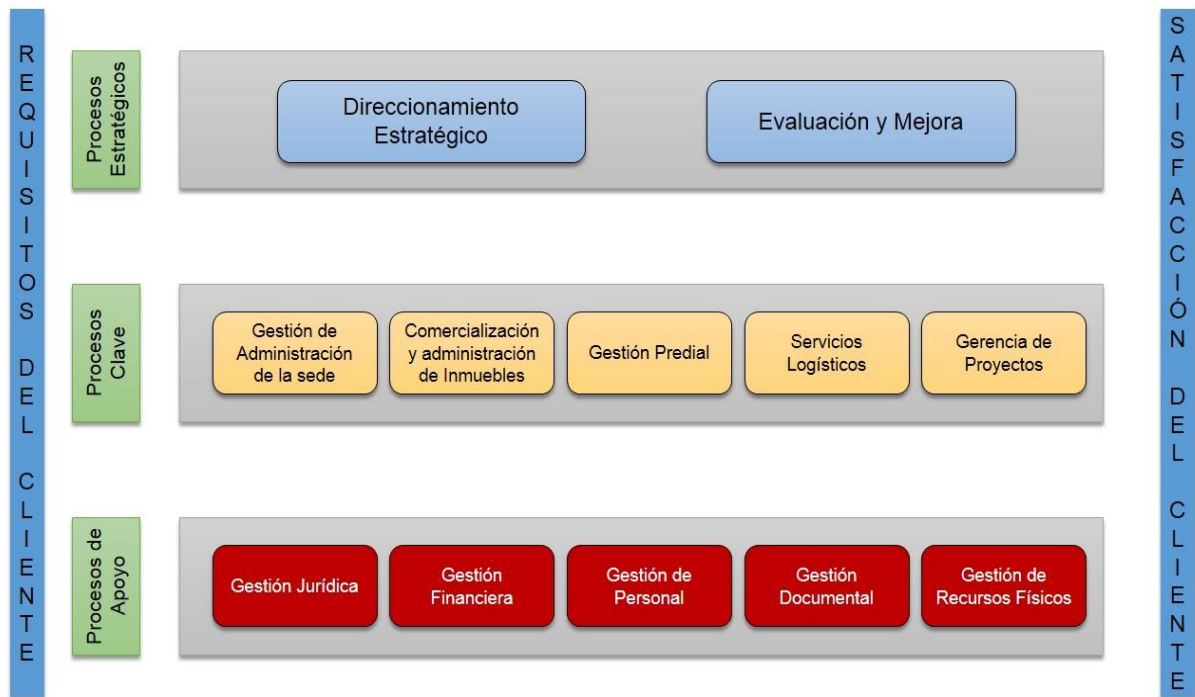 REQUISITOS DEL CLIENTE
Procesos
Estratégicos
Direccionamiento
Estratégico
Evaluación y Mejora
Procesos
Clave
Gestión de
Administración
de la sede
Comercialización
y administración
de Inmuebles
Gestión Predial
Servicios
Logísticos
Gerencia de
Proyectos
Procesos de
Apoyo
Gestión Jurídica
Gestión
Financiera
Gestión de
Personal
Gestión
Documental
Gestión de
Recursos Físicos
SATISFACCIÓN DEL CLIENTE